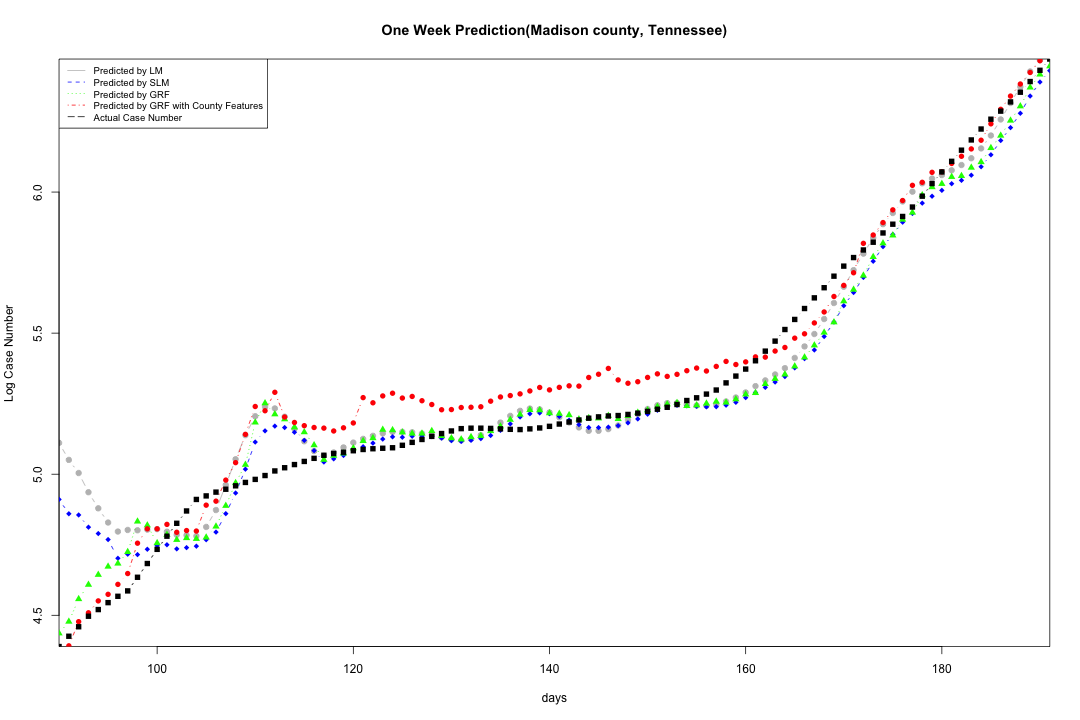 One Week Prediction(Madison county, Tennessee)
Predicted by LM
Predicted by SLM
Predicted by GRF
Predicted by GRF with County Features
Actual Case Number
Log Case Number
6.0
5.5
5.0
4.5
100 120 140 160 180
days